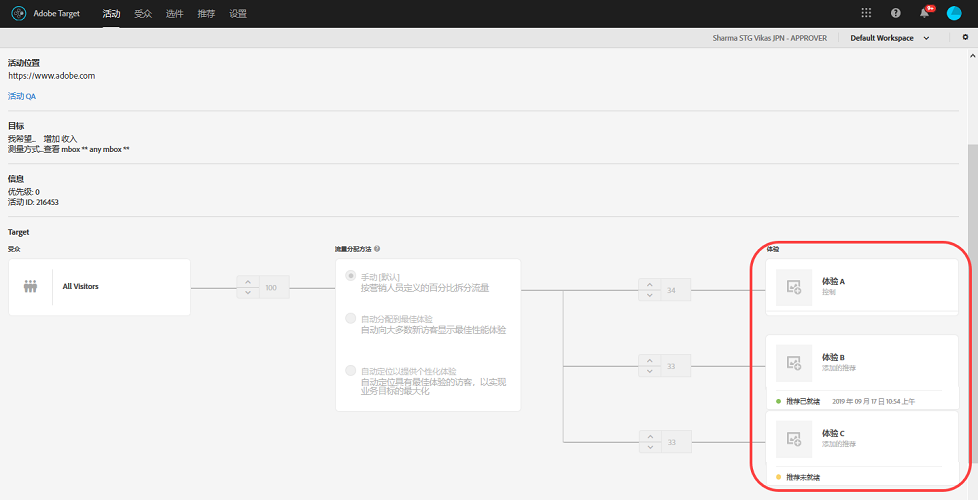 Adobe Target 活动 受众 选件 推荐 设置 9+
Sharma STG Vikas JPN - APPROVER Default Workspace
活动位置
https://www.adobe.com
活动 QA
目标
我希望... 增加 收入
测量方式...查看 mbox ** any mbox **
信息
优先级: 0
活动 ID: 216453
Target
受众
All Visitors
100
流量分配方法
手动 [默认]
按营销人员定义的百分比拆分流量
自动分配到最佳体验
自动向大多数新访客显示最佳性能体验
自动定位以提供个性化体验
自动定位具有最佳体验的访客，以实现
业务目标的最大化
34
33
33
体验
体验 A
控制
体验 B
添加的推荐
推荐已就绪 2019 年 09 月 17 日 10:54 上午
体验 C
添加的推荐
推荐未就绪